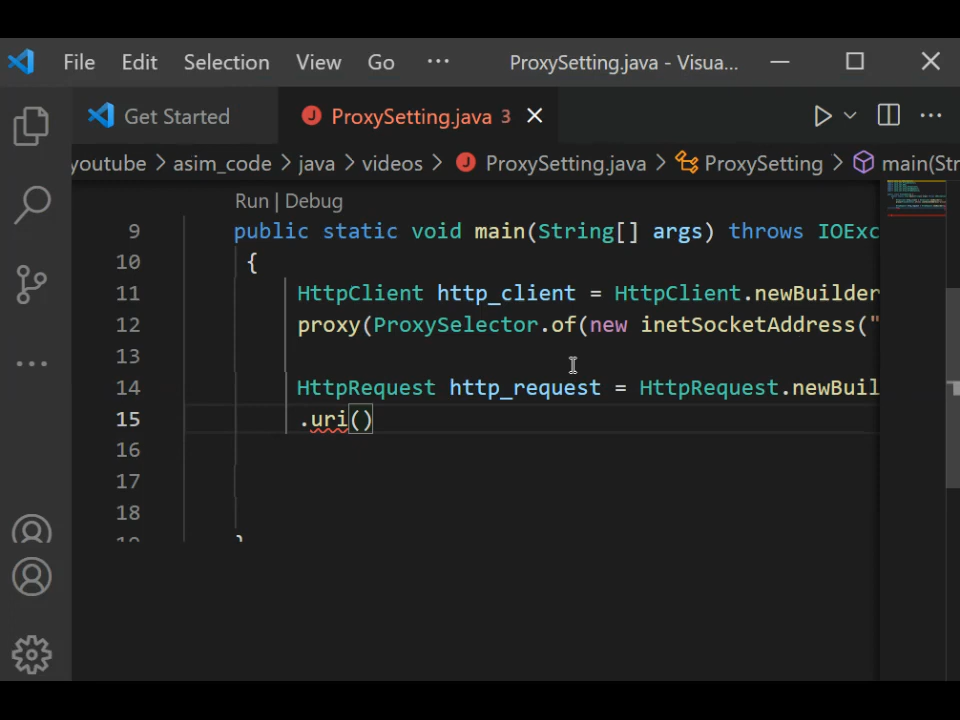 File Edit Selection View Go ··· ProxySetting.java - Visua...
Get Started ProxySetting.java 3
youtube > asim_code > java > videos > ProxySetting.java > ProxySetting > main(Str
Run | Debug
9 public static void main(String[] args) throws IOExc
10 {
11 HttpClient http_client = HttpClient.newBuilder
12 proxy(ProxySelector.of(new inetSocketAddress("
13
14 HttpRequest http_request = HttpRequest.newBuil
15 .uri()
16
17
18
}